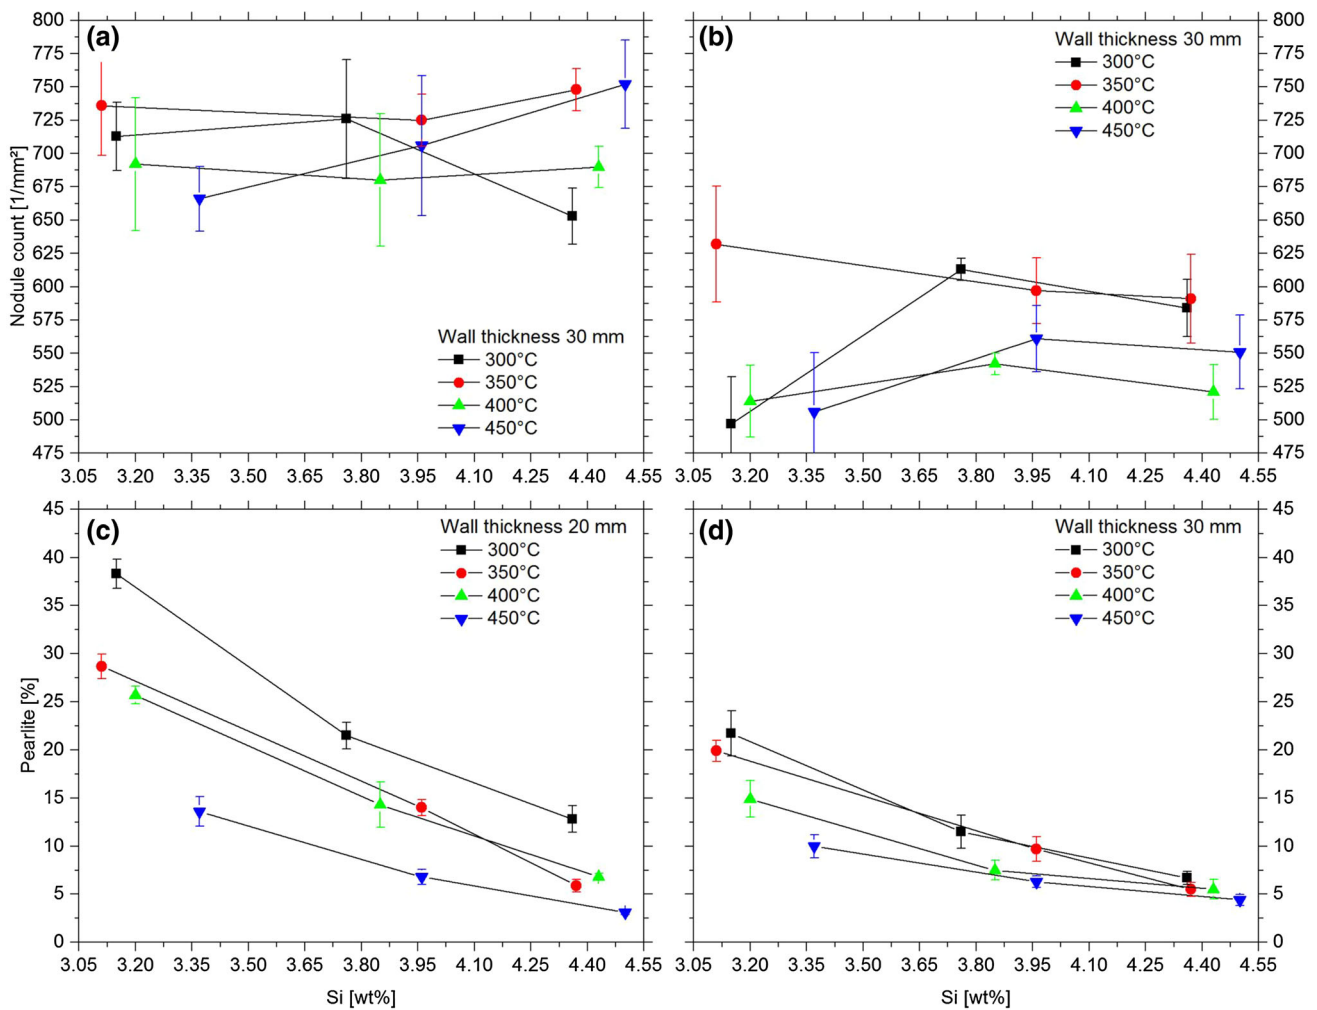 (a)
800
775
750
725
700
675
650
625
600
575
550
525
500
475
Nodule count [1/mm²]
Wall thickness 30 mm
300°C
350°C
400°C
450°C
3.05 3.20 3.35 3.50 3.65 3.80 3.95 4.10 4.25 4.40 4.55
(b)
Wall thickness 30 mm
300°C
350°C
400°C
450°C
800
775
750
725
700
675
650
625
600
575
550
525
500
475
3.05 3.20 3.35 3.50 3.65 3.80 3.95 4.10 4.25 4.40 4.55
(c)
45
40
35
30
25
20
15
10
5
0
Pearlite [%]
Wall thickness 20 mm
300°C
350°C
400°C
450°C
3.05 3.20 3.35 3.50 3.65 3.80 3.95 4.10 4.25 4.40 4.55
Si [wt%]
(d)
Wall thickness 30 mm
300°C
350°C
400°C
450°C
45
40
35
30
25
20
15
10
5
0
3.05 3.20 3.35 3.50 3.65 3.80 3.95 4.10 4.25 4.40 4.55
Si [wt%]